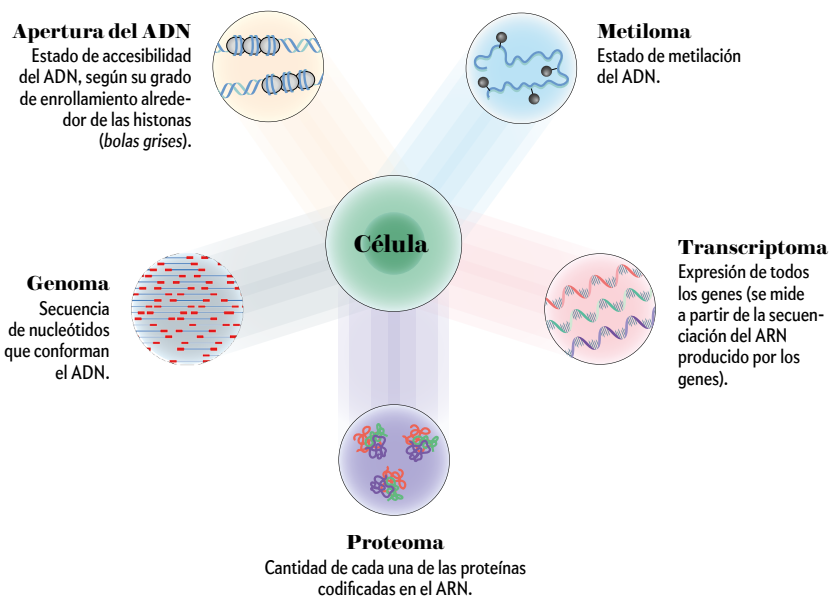 Apertura del ADN
Estado de accesibilidad
del ADN, según su grado
de enrollamiento alrede-
dor de las histonas
(bolas grises).
Metiloma
Estado de metilación
del ADN.
Célula
Genoma
Secuencia
de nucleótidos
que conforman
el ADN.
Transcriptoma
Expresión de todos
los genes (se mide
a partir de la secuen-
ciación del ARN
producido por los
genes).
Proteoma
Cantidad de cada una de las proteínas
codificadas en el ARN.